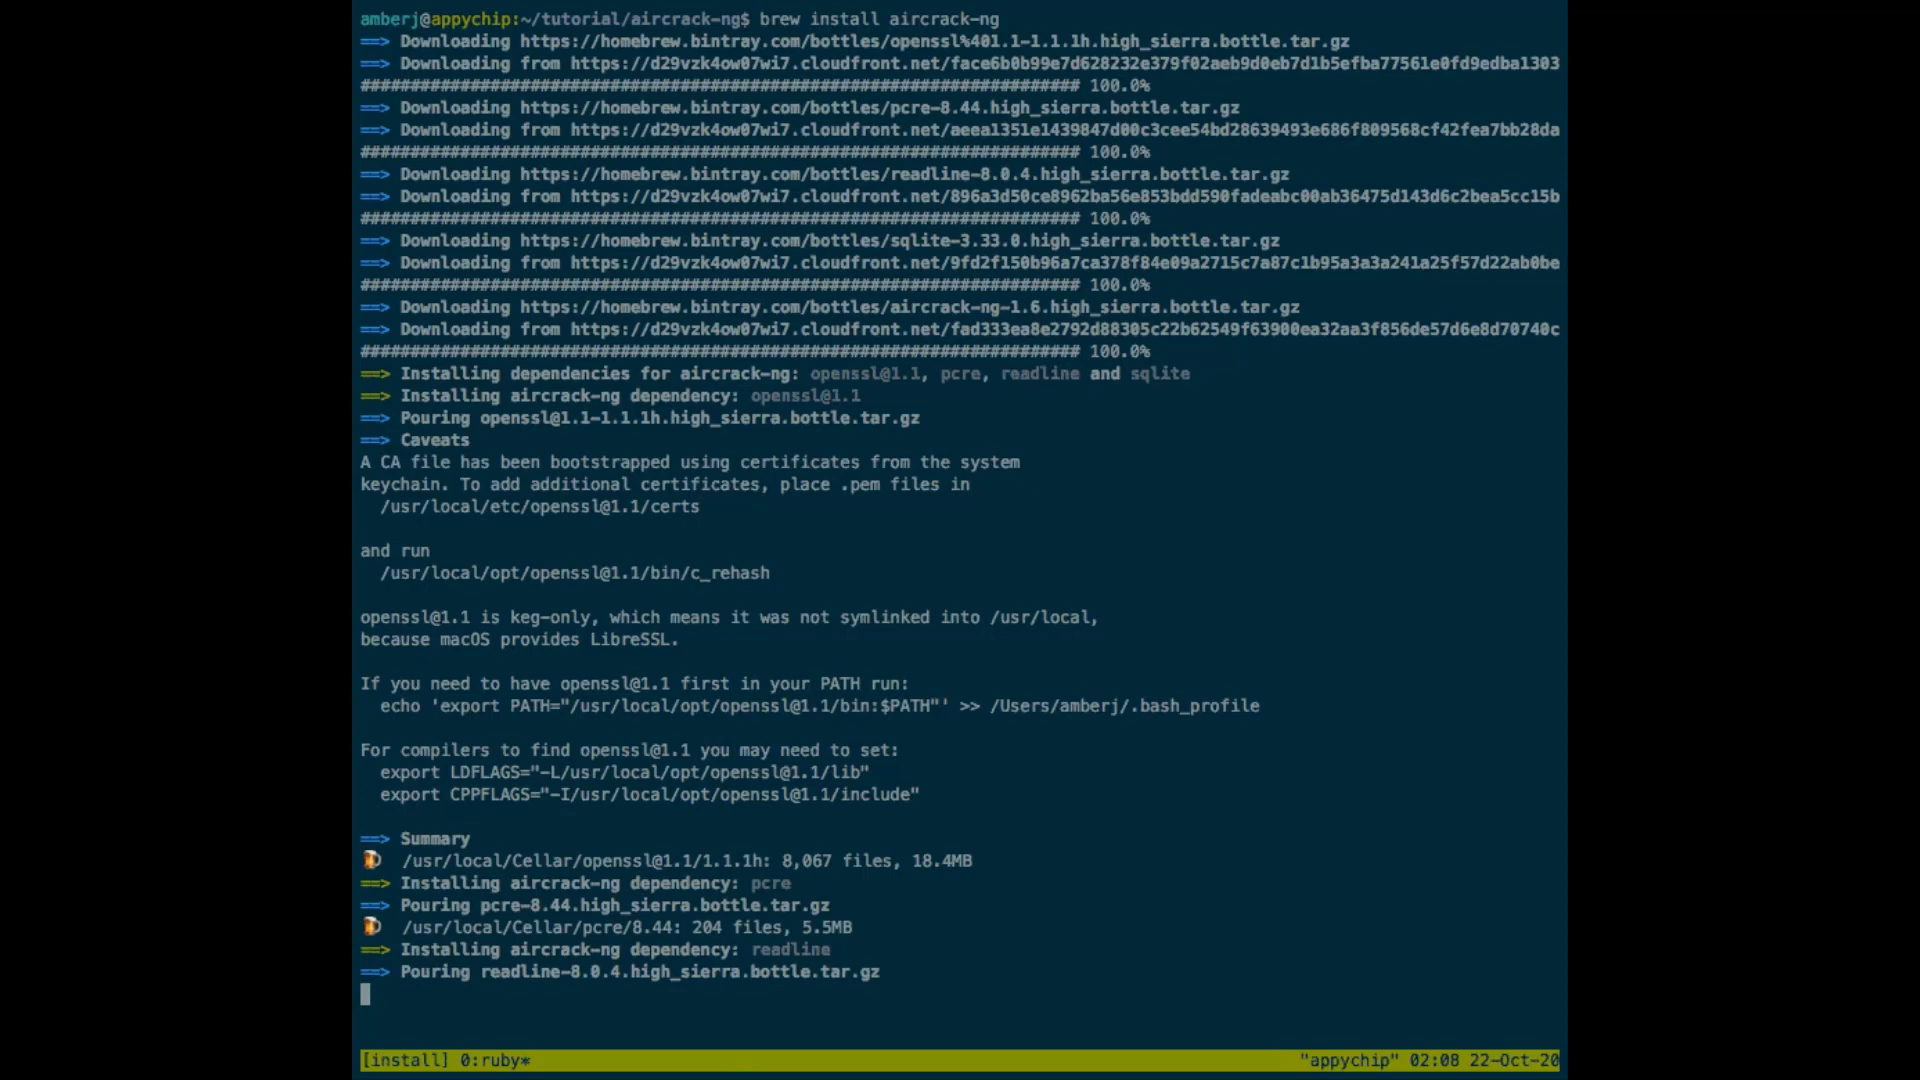 amberj@appychip:~/tutorial/aircrack-ng$ brew install aircrack-ng
==> Downloading https://homebrew.bintray.com/bottles/openssl%401.1-1.1.1h.high_sierra.bottle.tar.gz
==> Downloading from https://d29vzk4ow07wi7.cloudfront.net/face6b0b99e7d628232e379f02aeb9d0eb7d1b5efba77561e0fd9edba1303
######################################################################## 100.0%
==> Downloading https://homebrew.bintray.com/bottles/pcre-8.44.high_sierra.bottle.tar.gz
==> Downloading from https://d29vzk4ow07wi7.cloudfront.net/aeea1351e1439847d00c3cee54bd28639493e686f809568cf42fea7bb28da
######################################################################## 100.0%
==> Downloading https://homebrew.bintray.com/bottles/readline-8.0.4.high_sierra.bottle.tar.gz
==> Downloading from https://d29vzk4ow07wi7.cloudfront.net/896a3d50ce8962ba56e853bdd590fadeabc00ab36475d143d6c2bea5cc15b
######################################################################## 100.0%
==> Downloading https://homebrew.bintray.com/bottles/sqlite-3.33.0.high_sierra.bottle.tar.gz
==> Downloading from https://d29vzk4ow07wi7.cloudfront.net/9fd2f150b96a7ca378f84e09a2715c7a87c1b95a3a3a241a25f57d22ab0be
######################################################################## 100.0%
==> Downloading https://homebrew.bintray.com/bottles/aircrack-ng-1.6.high_sierra.bottle.tar.gz
==> Downloading from https://d29vzk4ow07wi7.cloudfront.net/fad333ea8e2792d88305c22b62549f63900ea32aa3f856de57d6e8d70740c
######################################################################## 100.0%
==> Installing dependencies for aircrack-ng: openssl@1.1, pcre, readline and sqlite
==> Installing aircrack-ng dependency: openssl@1.1
==> Pouring openssl@1.1-1.1.1h.high_sierra.bottle.tar.gz
==> Caveats
A CA file has been bootstrapped using certificates from the system
keychain. To add additional certificates, place .pem files in
/usr/local/etc/openssl@1.1/certs
and run
/usr/local/opt/openssl@1.1/bin/c_rehash
openssl@1.1 is keg-only, which means it was not symlinked into /usr/local,
because macOS provides LibreSSL.
If you need to have openssl@1.1 first in your PATH run:
echo 'export PATH="/usr/local/opt/openssl@1.1/bin:$PATH"' >> /Users/amberj/.bash_profile
For compilers to find openssl@1.1 you may need to set:
export LDFLAGS="-L/usr/local/opt/openssl@1.1/lib"
export CPPFLAGS="-I/usr/local/opt/openssl@1.1/include"
==> Summary
🍺 /usr/local/Cellar/openssl@1.1/1.1.1h: 8,067 files, 18.4MB
==> Installing aircrack-ng dependency: pcre
==> Pouring pcre-8.44.high_sierra.bottle.tar.gz
🍺 /usr/local/Cellar/pcre/8.44: 204 files, 5.5MB
==> Installing aircrack-ng dependency: readline
==> Pouring readline-8.0.4.high_sierra.bottle.tar.gz
[install] 0:ruby* "appychip" 02:08 22-Oct-20